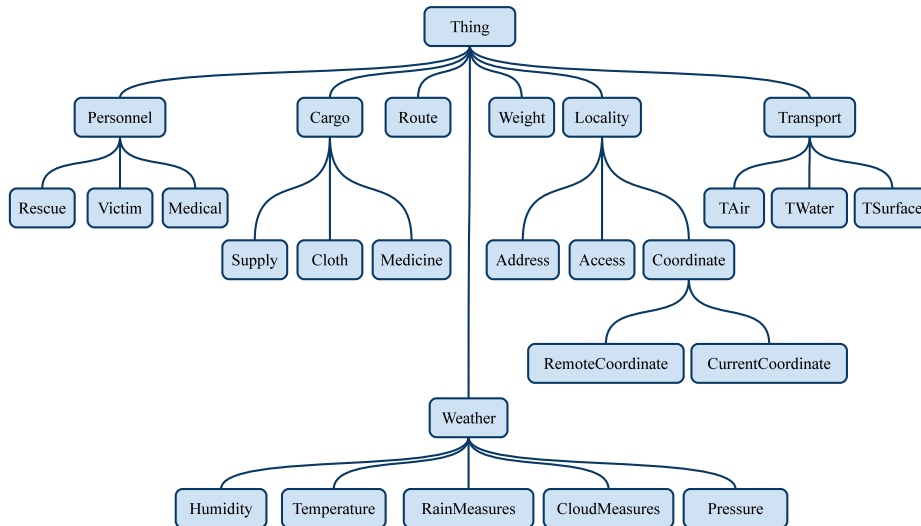 Thing
Personnel
Cargo
Route
Weight
Locality
Transport
Rescue
Victim
Medical
TAir
TWater
TSurface
Supply
Cloth
Medicine
Address
Access
Coordinate
RemoteCoordinate
CurrentCoordinate
Weather
Humidity
Temperature
RainMeasures
CloudMeasures
Pressure